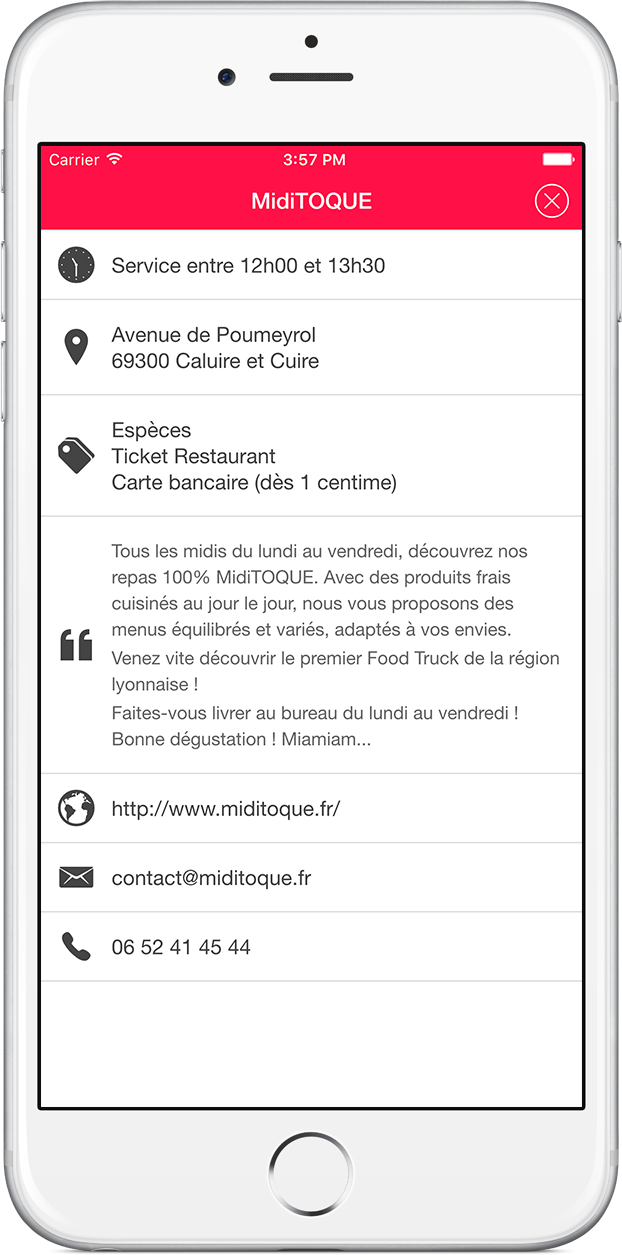 Carrier 3:57 PM
MidiTOQUE
Service entre 12h00 et 13h30
Avenue de Poumeyrol
69300 Caluire et Cuire
Espèces
Ticket Restaurant
Carte bancaire (dès 1 centime)
Tous les midis du lundi au vendredi, découvrez nos
repas 100% MidiTOQUE. Avec des produits frais
cuisinés au jour le jour, nous vous proposons des
menus équilibrés et variés, adaptés à vos envies.
Venez vite découvrir le premier Food Truck de la région
lyonnaise !
Faites-vous livrer au bureau du lundi au vendredi !
Bonne dégustation ! Miamiam...
http://www.miditoque.fr/
contact@miditoque.fr
06 52 41 45 44